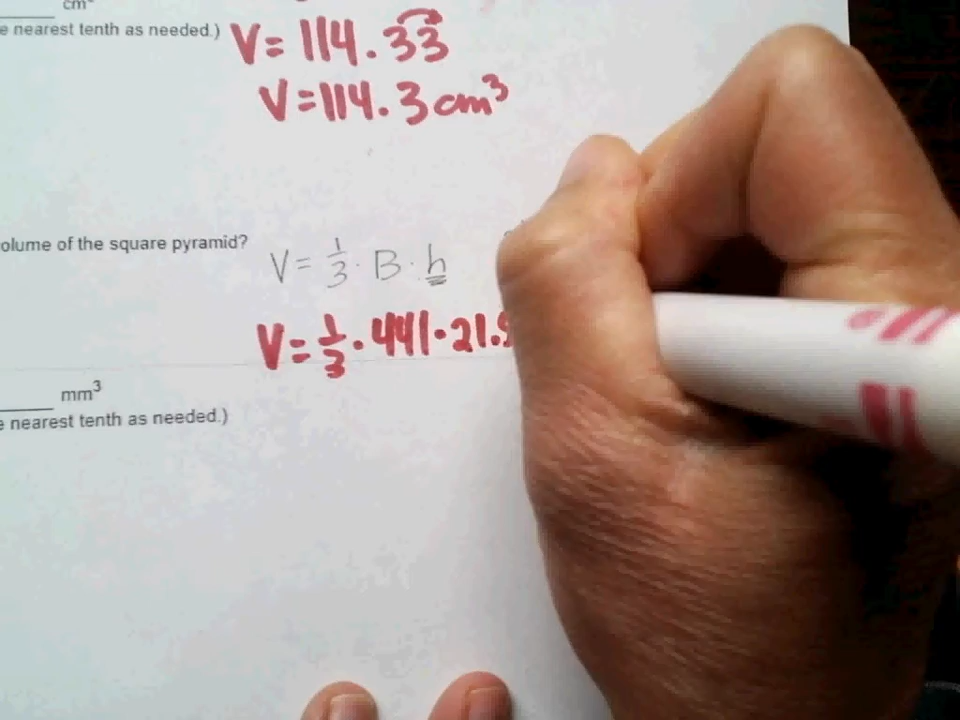 cm
e nearest tenth as needed.) V = 114.33
V = 114.3 cm³
olume of the square pyramid? V = 1/3 · B · h
V = 1/3 · 441 · 21.
mm³
e nearest tenth as needed.)